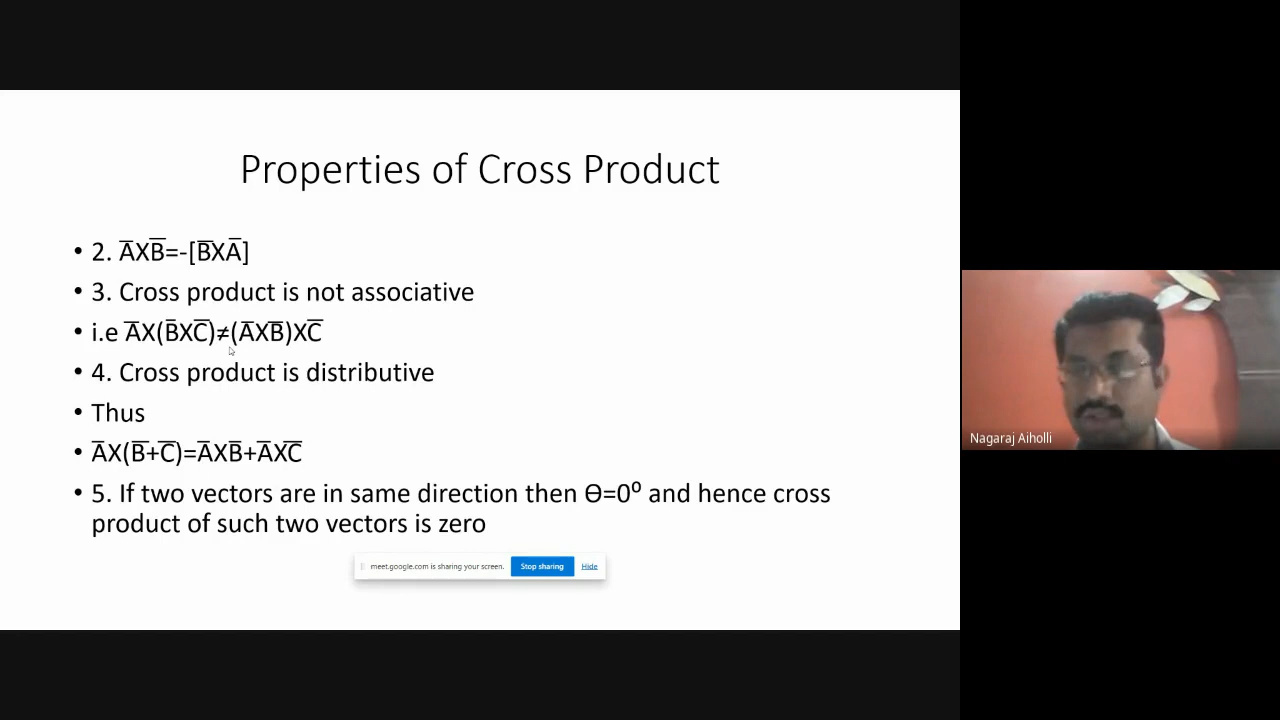 Properties of Cross Product
• 2. A̅XB̅=-[B̅XA̅]
• 3. Cross product is not associative
• i.e A̅X(B̅XC̅)≠(A̅XB̅)XC̅
• 4. Cross product is distributive
• Thus
• A̅X(B̅+C̅)=A̅XB̅+A̅XC̅
• 5. If two vectors are in same direction then Ɵ=0⁰ and hence cross
product of such two vectors is zero
meet.google.com is sharing your screen. Stop sharing Hide
Nagaraj Aiholli